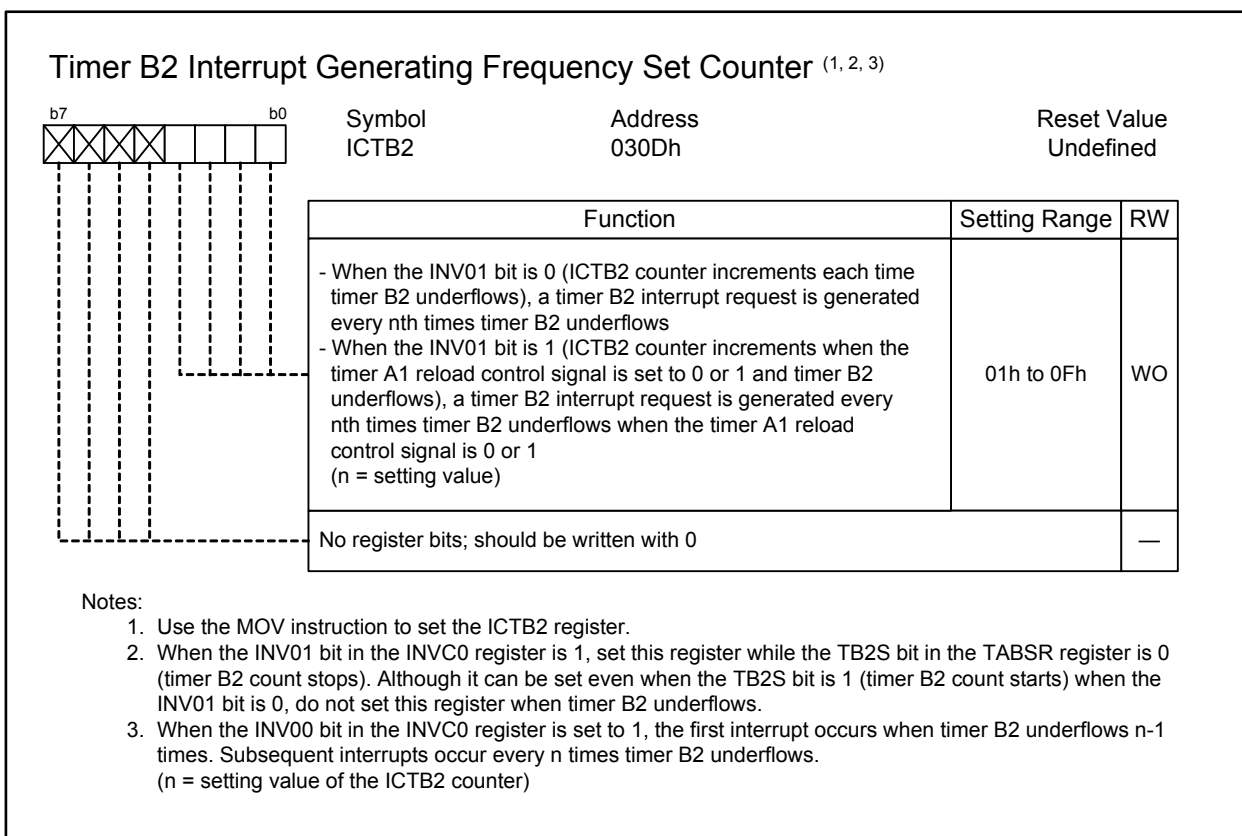 Timer B2 Interrupt Generating Frequency Set Counter (1, 2, 3)
b7 b0
Symbol Address Reset Value
ICTB2 030Dh Undefined
Function Setting Range RW
- When the INV01 bit is 0 (ICTB2 counter increments each time
timer B2 underflows), a timer B2 interrupt request is generated
every nth times timer B2 underflows
- When the INV01 bit is 1 (ICTB2 counter increments when the
timer A1 reload control signal is set to 0 or 1 and timer B2
underflows), a timer B2 interrupt request is generated every
nth times timer B2 underflows when the timer A1 reload
control signal is 0 or 1
(n = setting value)
01h to 0Fh WO
No register bits; should be written with 0 —
Notes:
1. Use the MOV instruction to set the ICTB2 register.
2. When the INV01 bit in the INVC0 register is 1, set this register while the TB2S bit in the TABSR register is 0
(timer B2 count stops). Although it can be set even when the TB2S bit is 1 (timer B2 count starts) when the
INV01 bit is 0, do not set this register when timer B2 underflows.
3. When the INV00 bit in the INVC0 register is set to 1, the first interrupt occurs when timer B2 underflows n-1
times. Subsequent interrupts occur every n times timer B2 underflows.
(n = setting value of the ICTB2 counter)